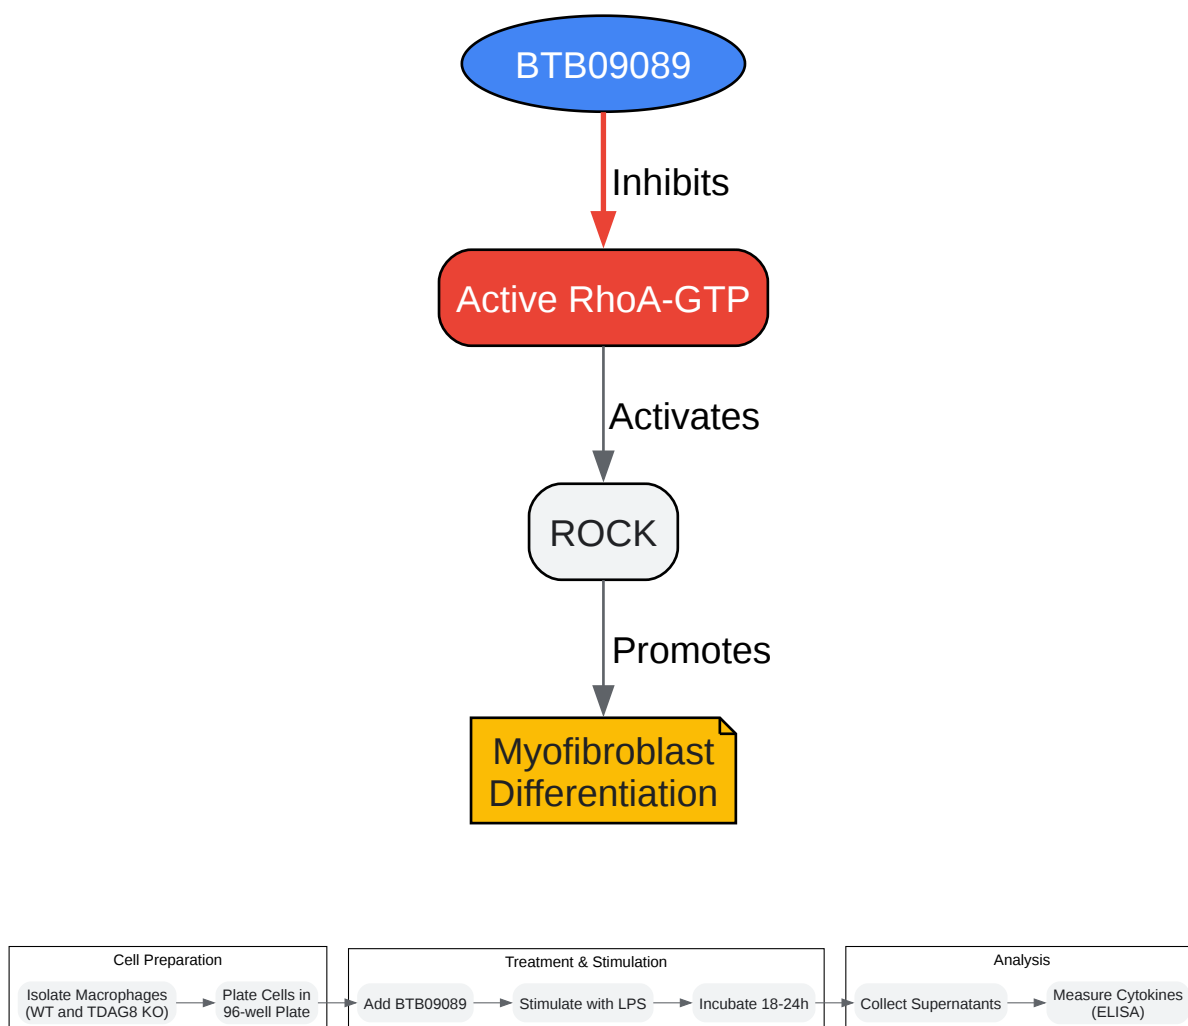 BTB09089
Inhibits
Active RhoA-GTP
Activates
ROCK
Promotes
Myofibroblast
Differentiation
Cell Preparation
Isolate Macrophages
(WT and TDAG8 KO)
Plate Cells in
96-well Plate
Treatment & Stimulation
Add BTB09089
Stimulate with LPS
Incubate 18-24h
Analysis
Collect Supernatants
Measure Cytokines
(ELISA)